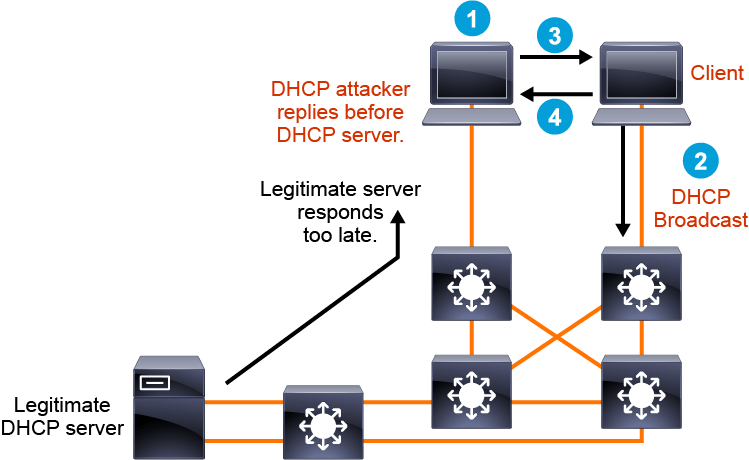 1
3
DHCP attacker
replies before
DHCP server.
Client
4
2
DHCP
Broadcast
Legitimate server
responds
too late.
Legitimate
DHCP server